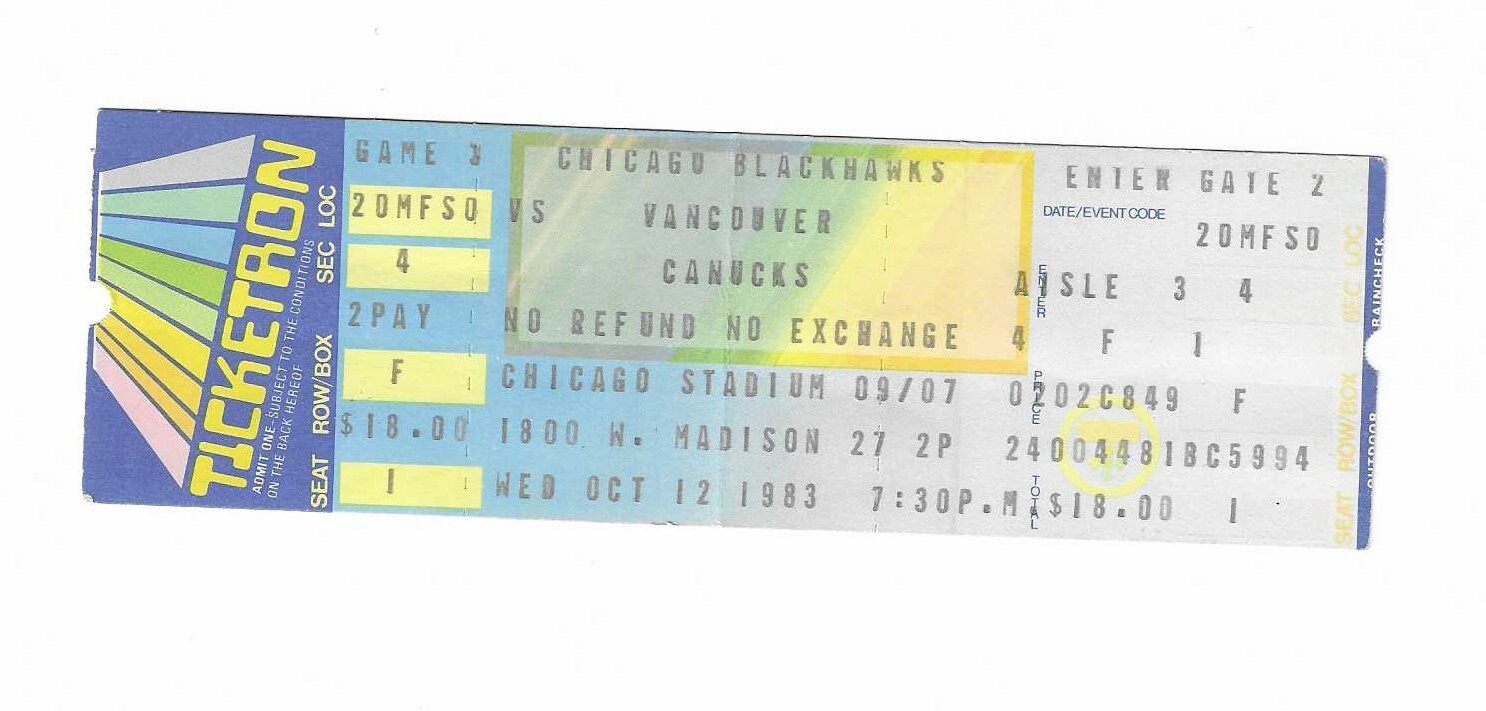 TICKETRON
ADMIT ONE-SUBJECT TO THE CONDITIONS
ON THE BACK HEREOF
SEAT ROW/BOX SEC LOC
GAME 3 CHICAGO BLACKHAWKS ENTER GATE 2
DATE/EVENT CODE
20MFSO VS VANCOUVER 20MFSO
4 CANUCKS AISLE 3 4
ENTER
2PAY NO REFUND NO EXCHANGE 4 F 1
F CHICAGO STADIUM 09/07 0202C849 F
PRICE
$18.00 1800 W. MADISON 27 2P 24004481BC5994
1 WED OCT 12 1983 7:30P.M $18.00 1
TOTAL
SEAT ROW/BOX SEC LOC
OUTDOOR RAINCHECK